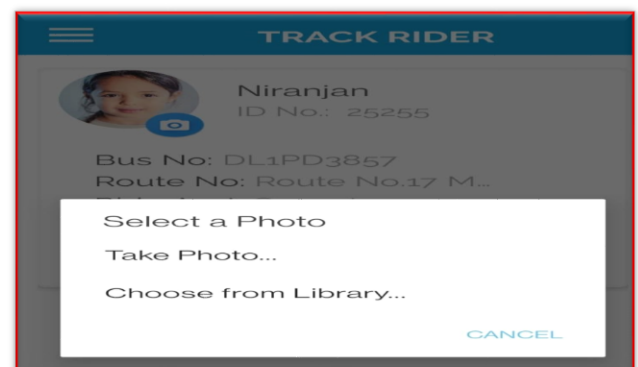 TRACK RIDER
Niranjan
ID No.: 25255
Bus No: DL1PD3857
Route No: Route No.17 M...
Select a Photo
Take Photo...
Choose from Library...
CANCEL